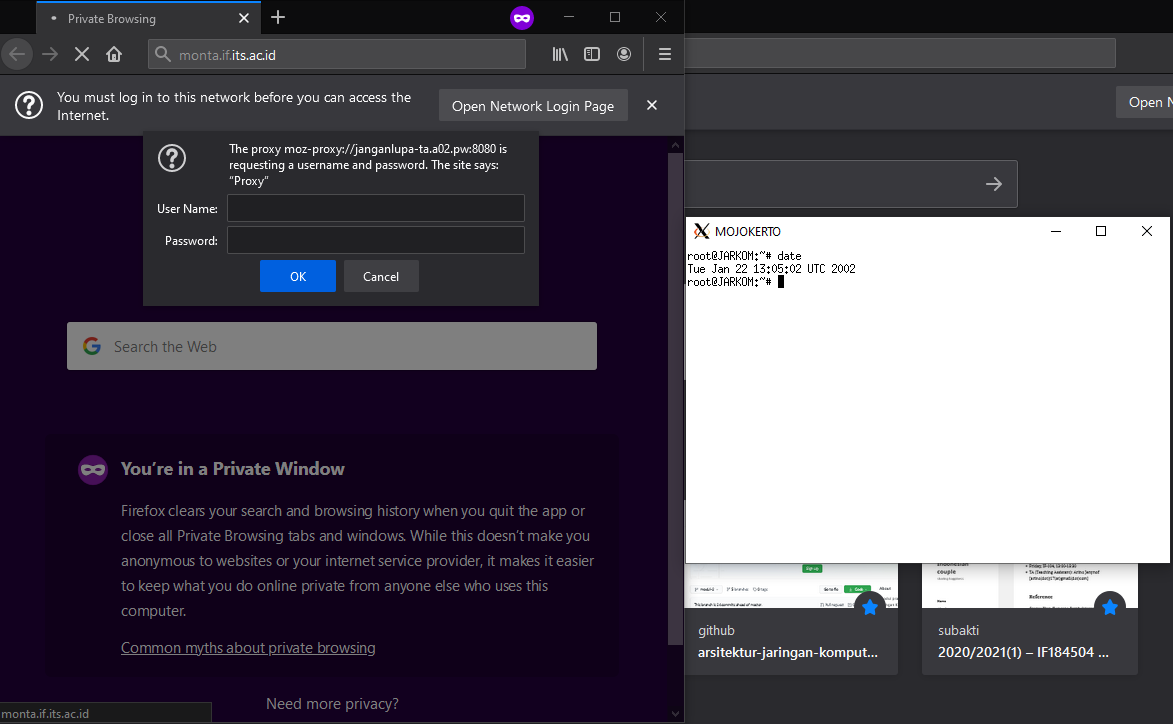 Private Browsing
monta.if.its.ac.id
You must log in to this network before you can access the
Internet.
Open Network Login Page
The proxy moz-proxy://janganlupa-ta.a02.pw:8080 is
requesting a username and password. The site says:
“Proxy”
User Name:
Password:
OK
Cancel
Search the Web
You’re in a Private Window
Firefox clears your search and browsing history when you quit the app or
close all Private Browsing tabs and windows. While this doesn’t make you
anonymous to websites or your internet service provider, it makes it easier
to keep what you do online private from anyone else who uses this
computer.
Common myths about private browsing
Need more privacy?
monta.if.its.ac.id
Open N
MOJOKERTO
root@JARKOM:~# date
Tue Jan 22 13:05:02 UTC 2002
root@JARKOM:~#
couple
Reference
github
arsitektur-jaringan-komput...
subakti
2020/2021(1) – IF184504 ...